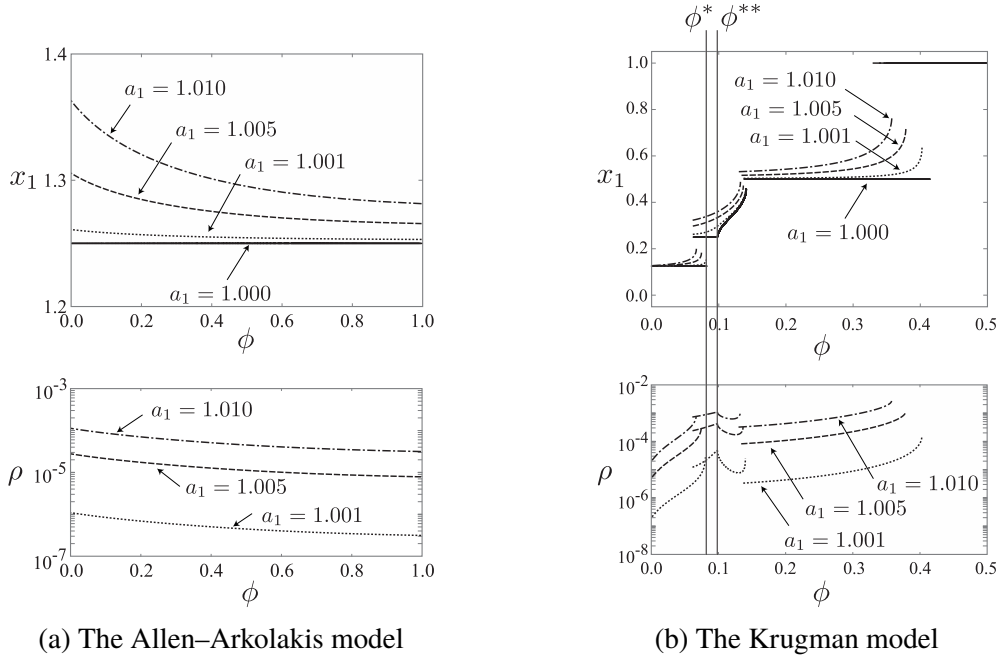 ϕ* ϕ**
1.4
1.3
1.2
x₁
a₁ = 1.010
a₁ = 1.005
a₁ = 1.001
a₁ = 1.000
0.0 0.2 0.4 0.6 0.8 1.0
ϕ
10⁻³
10⁻⁵
10⁻⁷
ρ
a₁ = 1.010
a₁ = 1.005
a₁ = 1.001
0.0 0.2 0.4 0.6 0.8 1.0
ϕ
(a) The Allen–Arkolakis model
1.0
0.8
0.6
0.4
0.2
0.0
x₁
a₁ = 1.010
a₁ = 1.005
a₁ = 1.001
a₁ = 1.000
0.0 0.1 0.2 0.3 0.4 0.5
ϕ
10⁻²
10⁻⁴
10⁻⁶
10⁻⁸
ρ
a₁ = 1.010
a₁ = 1.005
a₁ = 1.001
0.0 0.1 0.2 0.3 0.4 0.5
ϕ
(b) The Krugman model